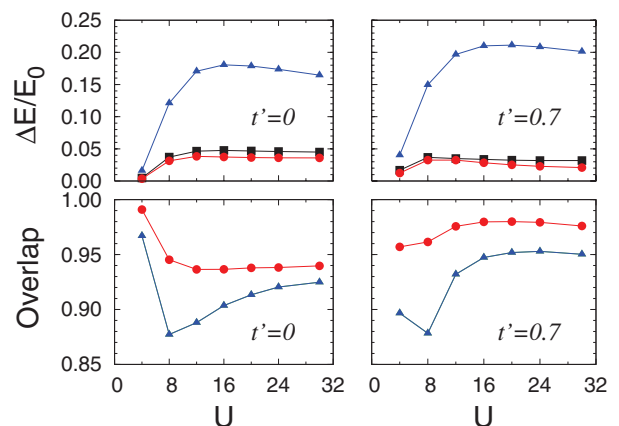 ΔE/E0
0.25
0.20
0.15
0.10
0.05
0.00
t'=0
t'=0.7
Overlap
1.00
0.95
0.90
0.85
t'=0
t'=0.7
0 8 16 24 32
0 8 16 24 32
U
U